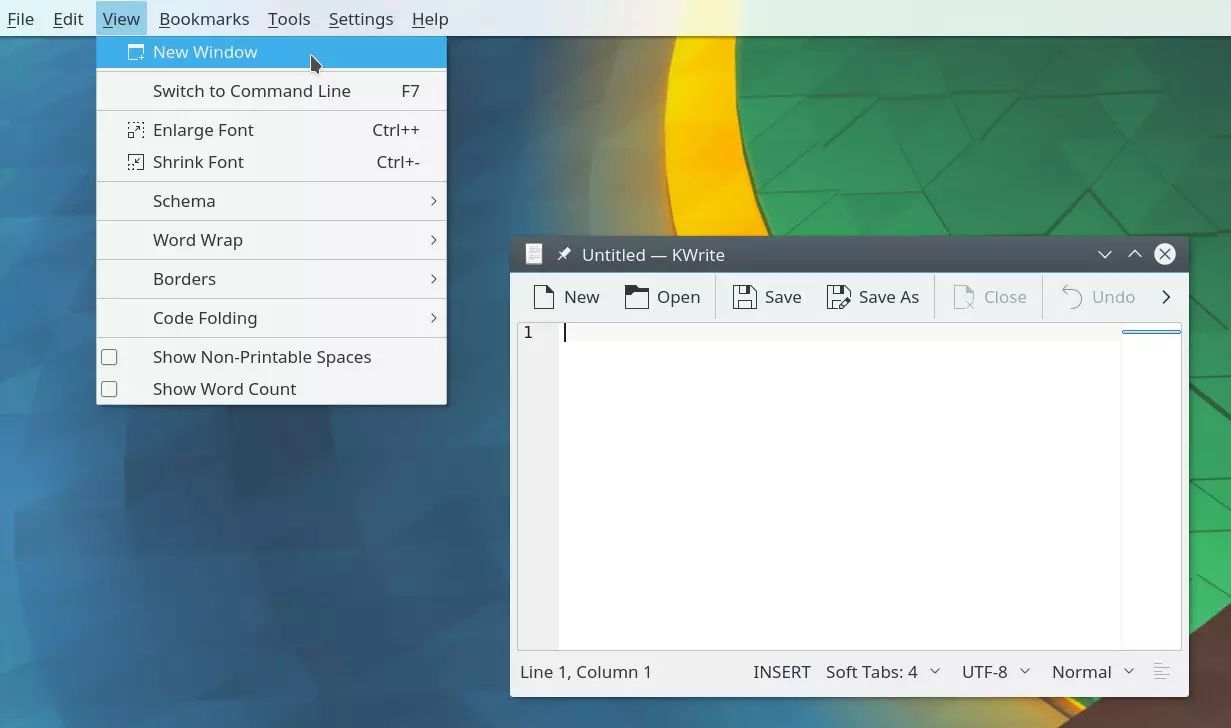 File Edit View Bookmarks Tools Settings Help
New Window
Switch to Command Line F7
Enlarge Font Ctrl++
Shrink Font Ctrl+-
Schema
Word Wrap
Borders
Code Folding
Show Non-Printable Spaces
Show Word Count
Untitled — KWrite
New Open Save Save As Close Undo
1
Line 1, Column 1 INSERT Soft Tabs: 4 UTF-8 Normal